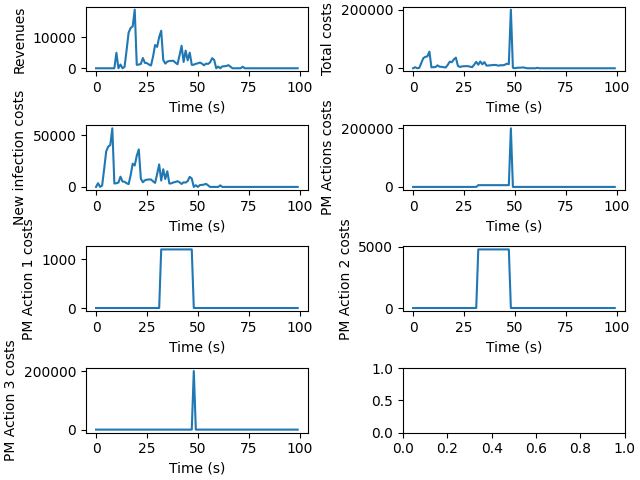 Revenues
10000
0
0 25 50 75 100
Time (s)
Total costs
200000
0
0 25 50 75 100
Time (s)
New infection costs
50000
0
0 25 50 75 100
Time (s)
PM Actions costs
200000
0
0 25 50 75 100
Time (s)
PM Action 1 costs
1000
0
0 25 50 75 100
Time (s)
PM Action 2 costs
5000
0
0 25 50 75 100
Time (s)
PM Action 3 costs
200000
0
0 25 50 75 100
Time (s)
1.0
0.5
0.0
0.0 0.2 0.4 0.6 0.8 1.0